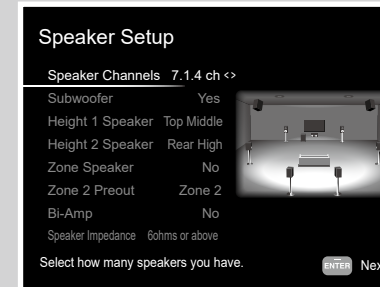 Speaker Setup
Speaker Channels 7.1.4 ch <>
Subwoofer Yes
Height 1 Speaker Top Middle
Height 2 Speaker Rear High
Zone Speaker No
Zone 2 Preout Zone 2
Bi-Amp No
Speaker Impedance 6ohms or above
Select how many speakers you have.
ENTER Nex